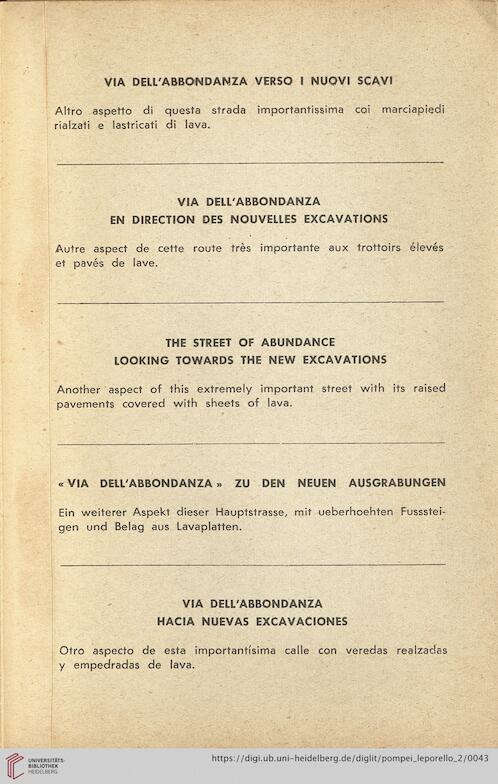 VIA DELL'ABBONDANZA VERSO I NUOVI SCAVI
Altro aspetto di questa strada importantissima coi marciapiedi
rialzati e lastricati di lava.
VIA DELL'ABBONDANZA
EN DIRECTION DES NOUVELLES EXCAVATIONS
Autre aspect de cette route très importante aux trottoirs élevés
et pavés de lave.
THE STREET OF ABUNDANCE
LOOKING TOWARDS THE NEW EXCAVATIONS
Another aspect of this extremely important street with its raised
pavements covered with sheets of lava.
« VIA DELL'ABBONDANZA » ZU DEN NEUEN AUSGRABUNGEN
Ein weiterer Aspekt dieser Hauptstrasse, mit ueberhoehten Fussstei-
gen und Belag aus Lavaplatten.
VIA DELL'ABBONDANZA
HACIA NUEVAS EXCAVACIONES
Otro aspecto de esta importantísima calle con veredas realzadas
y empedradas de lava.
UNIVERSITÄTS-
BIBLIOTHEK
HEIDELBERG
https://digi.ub.uni-heidelberg.de/diglit/pompei_leporello_2/0043